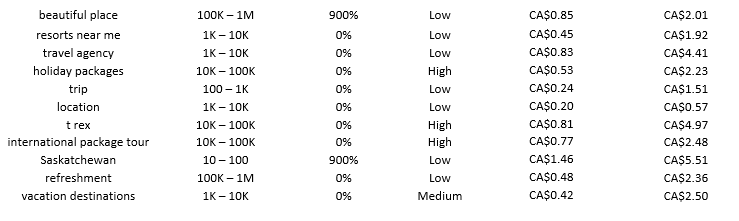 beautiful place 100K – 1M 900% Low CA$0.85 CA$2.01
resorts near me 1K – 10K 0% Low CA$0.45 CA$1.92
travel agency 1K – 10K 0% Low CA$0.83 CA$4.41
holiday packages 10K – 100K 0% High CA$0.53 CA$2.23
trip 100 – 1K 0% Low CA$0.24 CA$1.51
location 1K – 10K 0% Low CA$0.20 CA$0.57
t rex 10K – 100K 0% High CA$0.81 CA$4.97
international package tour 10K – 100K 0% High CA$0.77 CA$2.48
Saskatchewan 10 – 100 900% Low CA$1.46 CA$5.51
refreshment 100K – 1M 0% Low CA$0.48 CA$2.36
vacation destinations 1K – 10K 0% Medium CA$0.42 CA$2.50